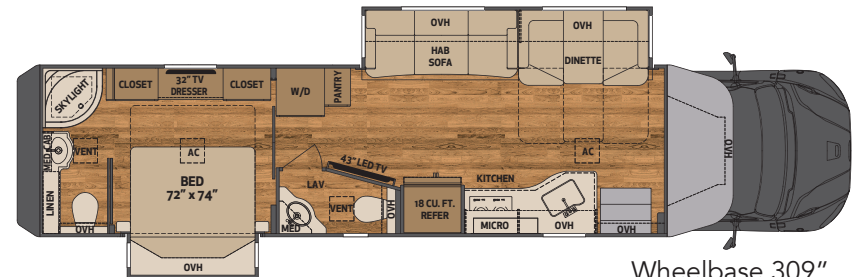 OVH
OVH
HAB
SOFA
DINETTE
SKYLIGHT
CLOSET
32" TV
DRESSER
CLOSET
W/D
PANTRY
MED CAB
VENT
AC
AC
OVH
BED
72" x 74"
LINEN
OVH
OVH
43" LED TV
LAV
VENT
MED
OVH
18 CU. FT.
REFER
KITCHEN
MICRO
OVH
OVH
Wheelbase 309"